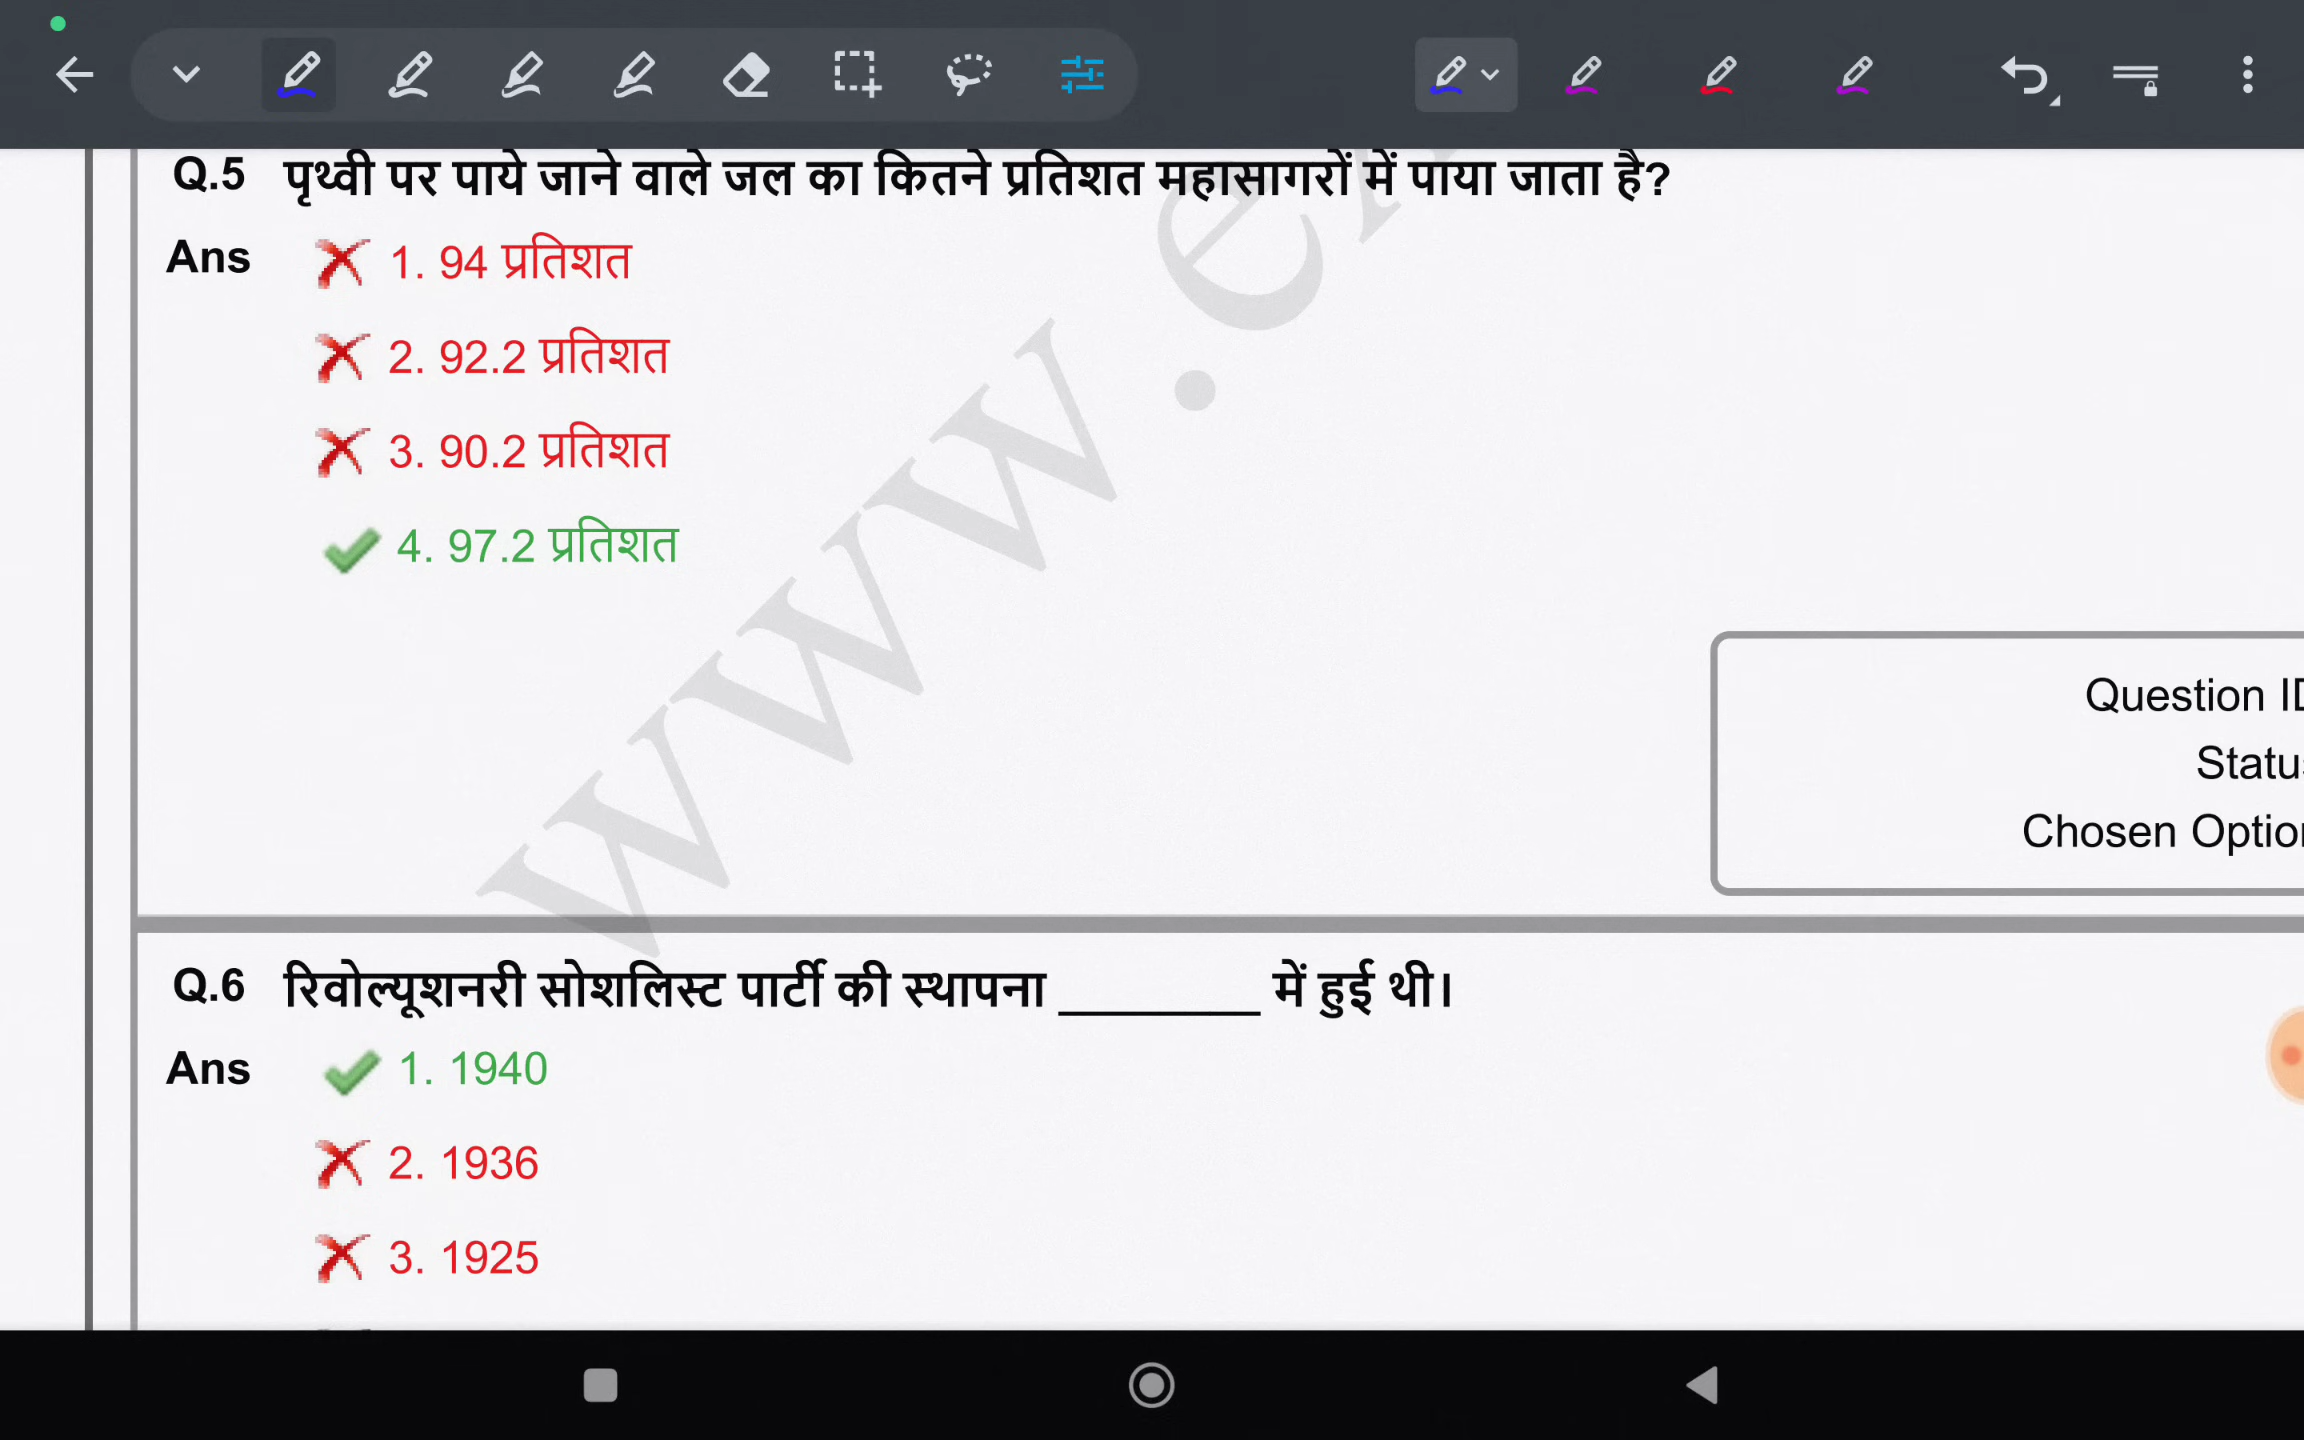 Q.5 पृथ्वी पर पाये जाने वाले जल का कितने प्रतिशत महासागरों में पाया जाता है?
Ans 1. 94 प्रतिशत
2. 92.2 प्रतिशत
3. 90.2 प्रतिशत
4. 97.2 प्रतिशत
www.e
Question ID
Status
Chosen Option
Q.6 रिवोल्यूशनरी सोशलिस्ट पार्टी की स्थापना ________ में हुई थी।
Ans 1. 1940
2. 1936
3. 1925